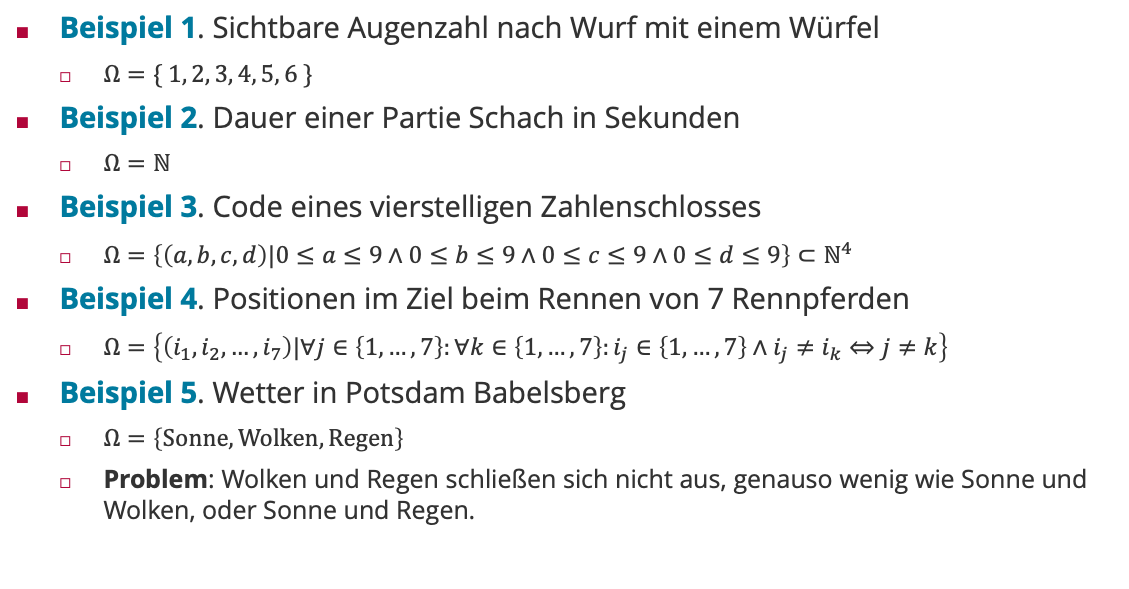 Beispiel 1. Sichtbare Augenzahl nach Wurf mit einem Würfel
Ω = { 1, 2, 3, 4, 5, 6 }
Beispiel 2. Dauer einer Partie Schach in Sekunden
Ω = ℕ
Beispiel 3. Code eines vierstelligen Zahlenschlosses
Ω = {(a, b, c, d)|0 ≤ a ≤ 9 ∧ 0 ≤ b ≤ 9 ∧ 0 ≤ c ≤ 9 ∧ 0 ≤ d ≤ 9} ⊂ ℕ⁴
Beispiel 4. Positionen im Ziel beim Rennen von 7 Rennpferden
Ω = {(i₁, i₂, … , i₇)|∀j ∈ {1, … , 7}: ∀k ∈ {1, … , 7}: iⱼ ∈ {1, … , 7} ∧ iⱼ ≠ iₖ ⇔ j ≠ k}
Beispiel 5. Wetter in Potsdam Babelsberg
Ω = {Sonne, Wolken, Regen}
Problem: Wolken und Regen schließen sich nicht aus, genauso wenig wie Sonne und
Wolken, oder Sonne und Regen.